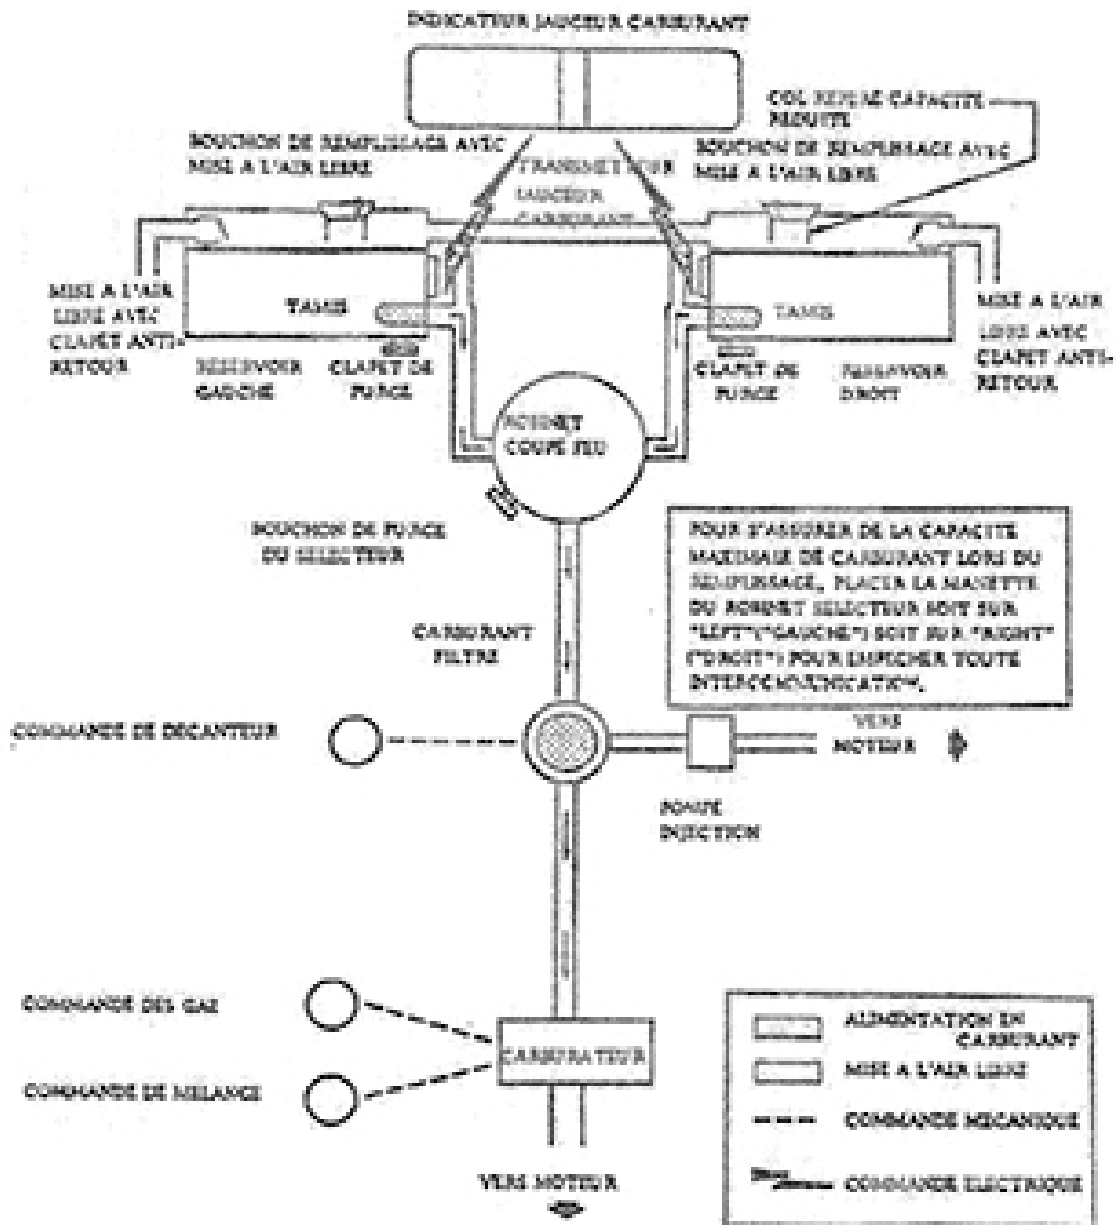 INDICATEUR JAUGEUR CARBURANT
COL REPERE CAPACITE
REDUITE
BOUCHON DE REMPLISSAGE AVEC
MISE A L'AIR LIBRE
TRANSMETTEUR
JAUGEUR
CARBURANT
BOUCHON DE REMPLISSAGE AVEC
MISE A L'AIR LIBRE
MISE A L'AIR
LIBRE AVEC
CLAPET ANTI-
RETOUR
TAMIS
RESERVOIR
GAUCHE
CLAPET DE
PURGE
TAMIS
CLAPET DE
PURGE
RESERVOIR
DROIT
MISE A L'AIR
LIBRE AVEC
CLAPET ANTI-
RETOUR
ROBINET
COUPE FEU
BOUCHON DE PURGE
DU SELECTEUR
POUR S'ASSURER DE LA CAPACITE
MAXIMALE DE CARBURANT LORS DU
REMPLISSAGE, PLACER LA MANETTE
DU ROBINET SELECTEUR SOIT SUR
"LEFT" ("GAUCHE") SOIT SUR "RIGHT"
("DROIT") POUR EMPECHER TOUTE
INTERCOMMUNICATION.
CARBURANT
FILTRE
COMMANDE DE DECANTEUR
VERS
MOTEUR
POMPE
INJECTION
COMMANDE DES GAZ
CARBURATEUR
COMMANDE DE MELANGE
VERS MOTEUR
ALIMENTATION EN
CARBURANT
MISE A L'AIR LIBRE
COMMANDE MECANIQUE
COMMANDE ELECTRIQUE